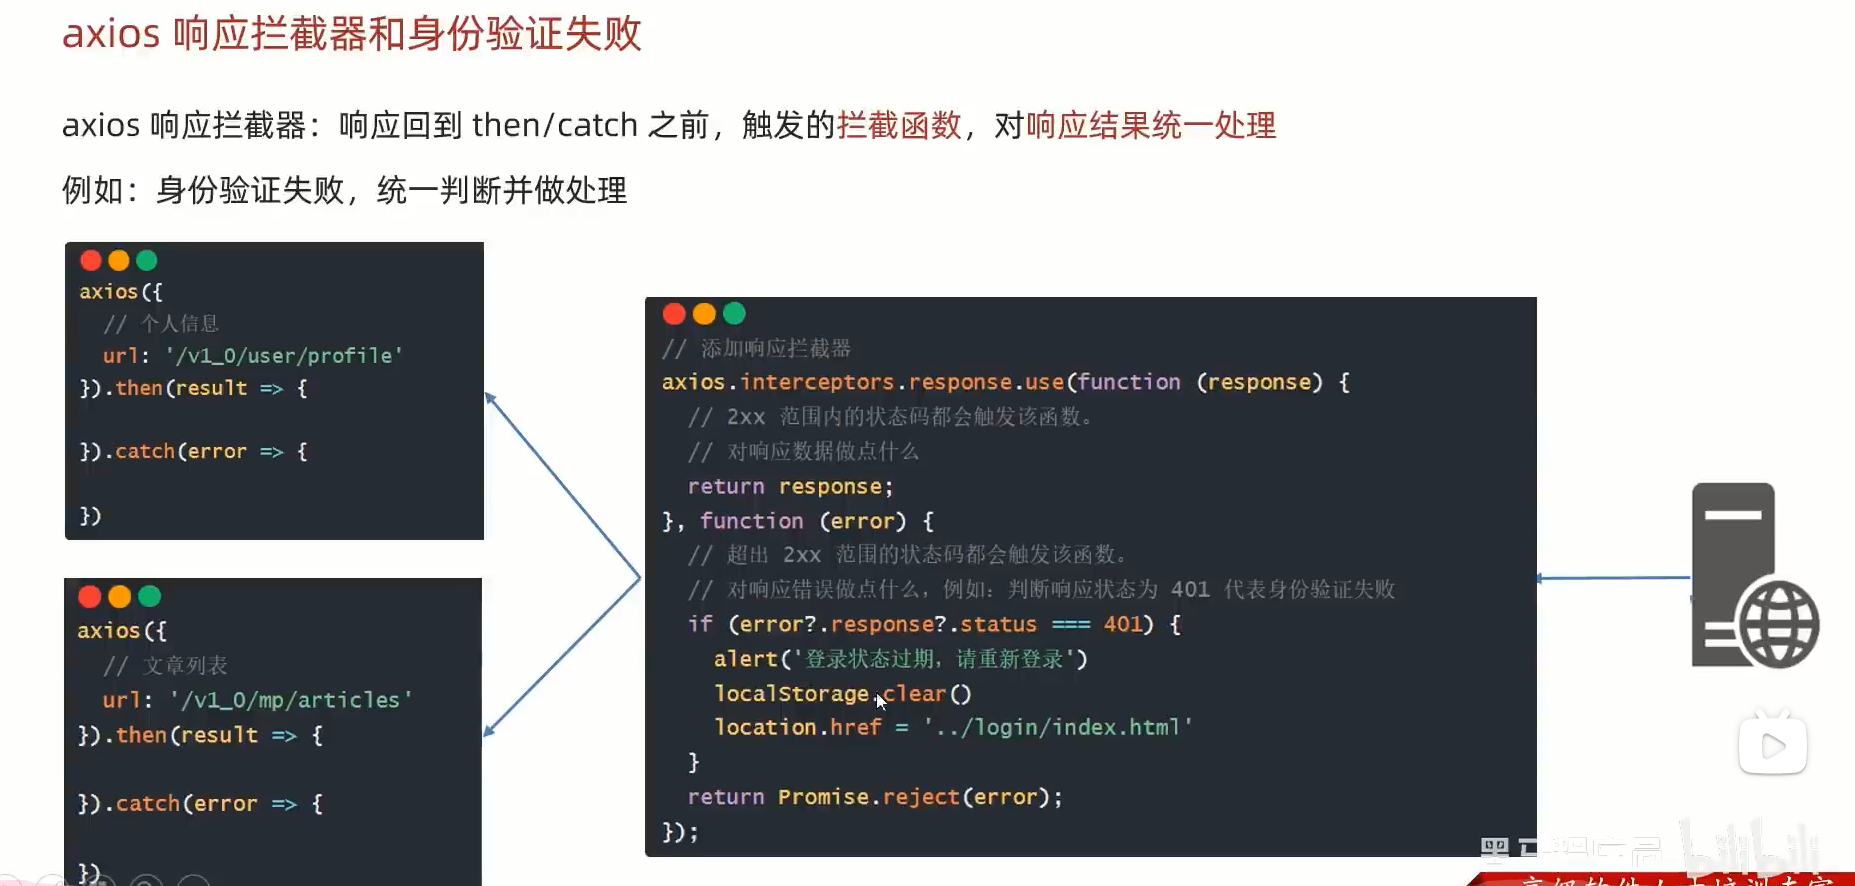 axios 响应拦截器和身份验证失败
axios 响应拦截器：响应回到 then/catch 之前，触发的拦截函数，对响应结果统一处理
例如：身份验证失败，统一判断并做处理
axios({
// 个人信息
url: '/v1_0/user/profile'
}).then(result => {
}).catch(error => {
})
axios({
// 文章列表
url: '/v1_0/mp/articles'
}).then(result => {
}).catch(error => {
})
// 添加响应拦截器
axios.interceptors.response.use(function (response) {
// 2xx 范围内的状态码都会触发该函数。
// 对响应数据做点什么
return response;
}, function (error) {
// 超出 2xx 范围的状态码都会触发该函数。
// 对响应错误做点什么，例如：判断响应状态为 401 代表身份验证失败
if (error?.response?.status === 401) {
alert('登录状态过期，请重新登录')
localStorage.clear()
location.href = '../login/index.html'
}
return Promise.reject(error);
});
bilibili